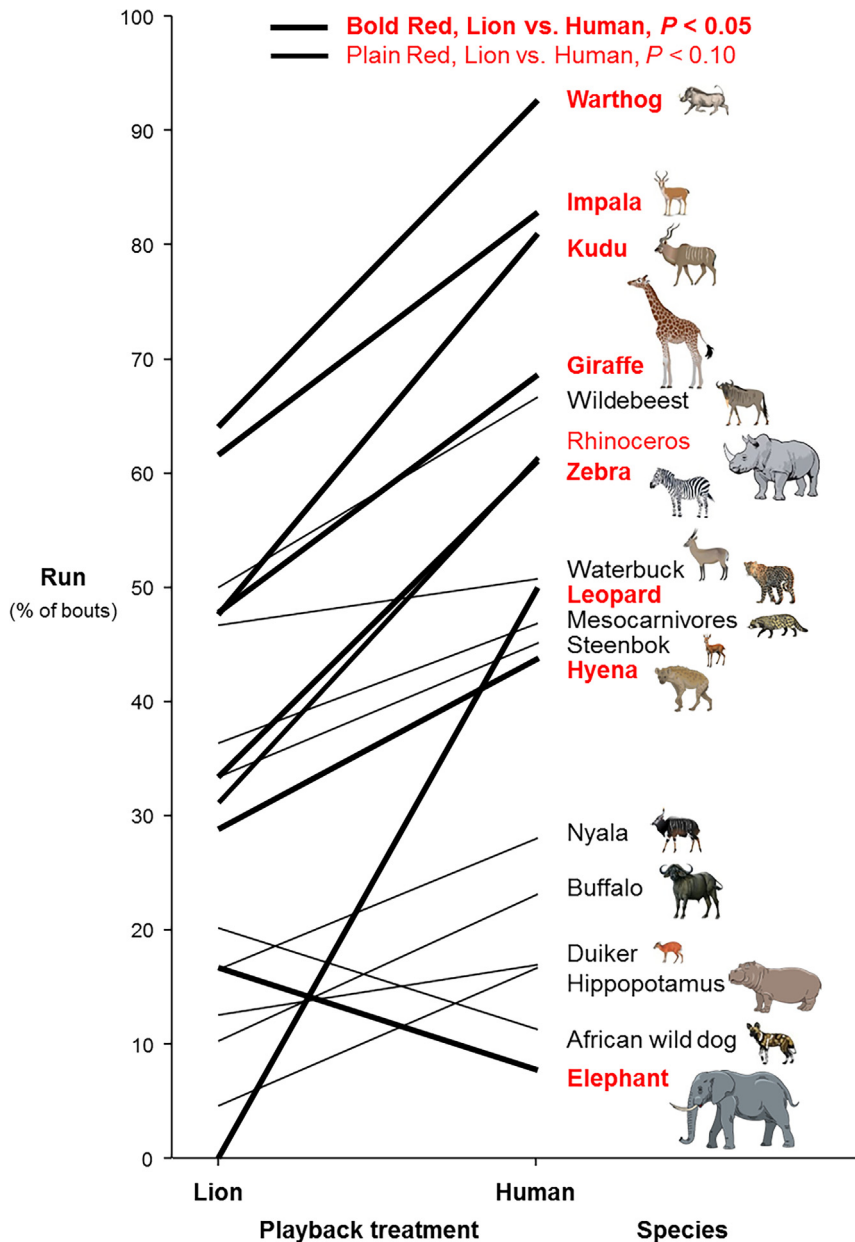 100
Bold Red, Lion vs. Human, P < 0.05
Plain Red, Lion vs. Human, P < 0.10
Warthog
90
Impala
80
Kudu
70
Giraffe
Wildebeest
Rhinoceros
60
Zebra
Run
(% of bouts)
50
Waterbuck
Leopard
Mesocarnivores
Steenbok
Hyena
40
30
Nyala
Buffalo
20
Duiker
Hippopotamus
10
African wild dog
Elephant
0
Lion
Human
Playback treatment
Species